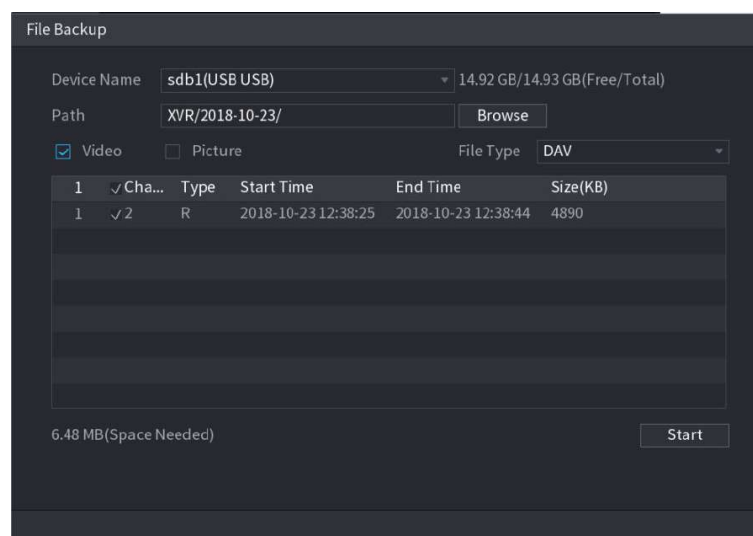 File Backup
Device Name sdb1(USB USB) 14.92 GB/14.93 GB(Free/Total)
Path XVR/2018-10-23/ Browse
Video Picture File Type DAV
1 Cha... Type Start Time End Time Size(KB)
1 2 R 2018-10-23 12:38:25 2018-10-23 12:38:44 4890
6.48 MB(Space Needed) Start